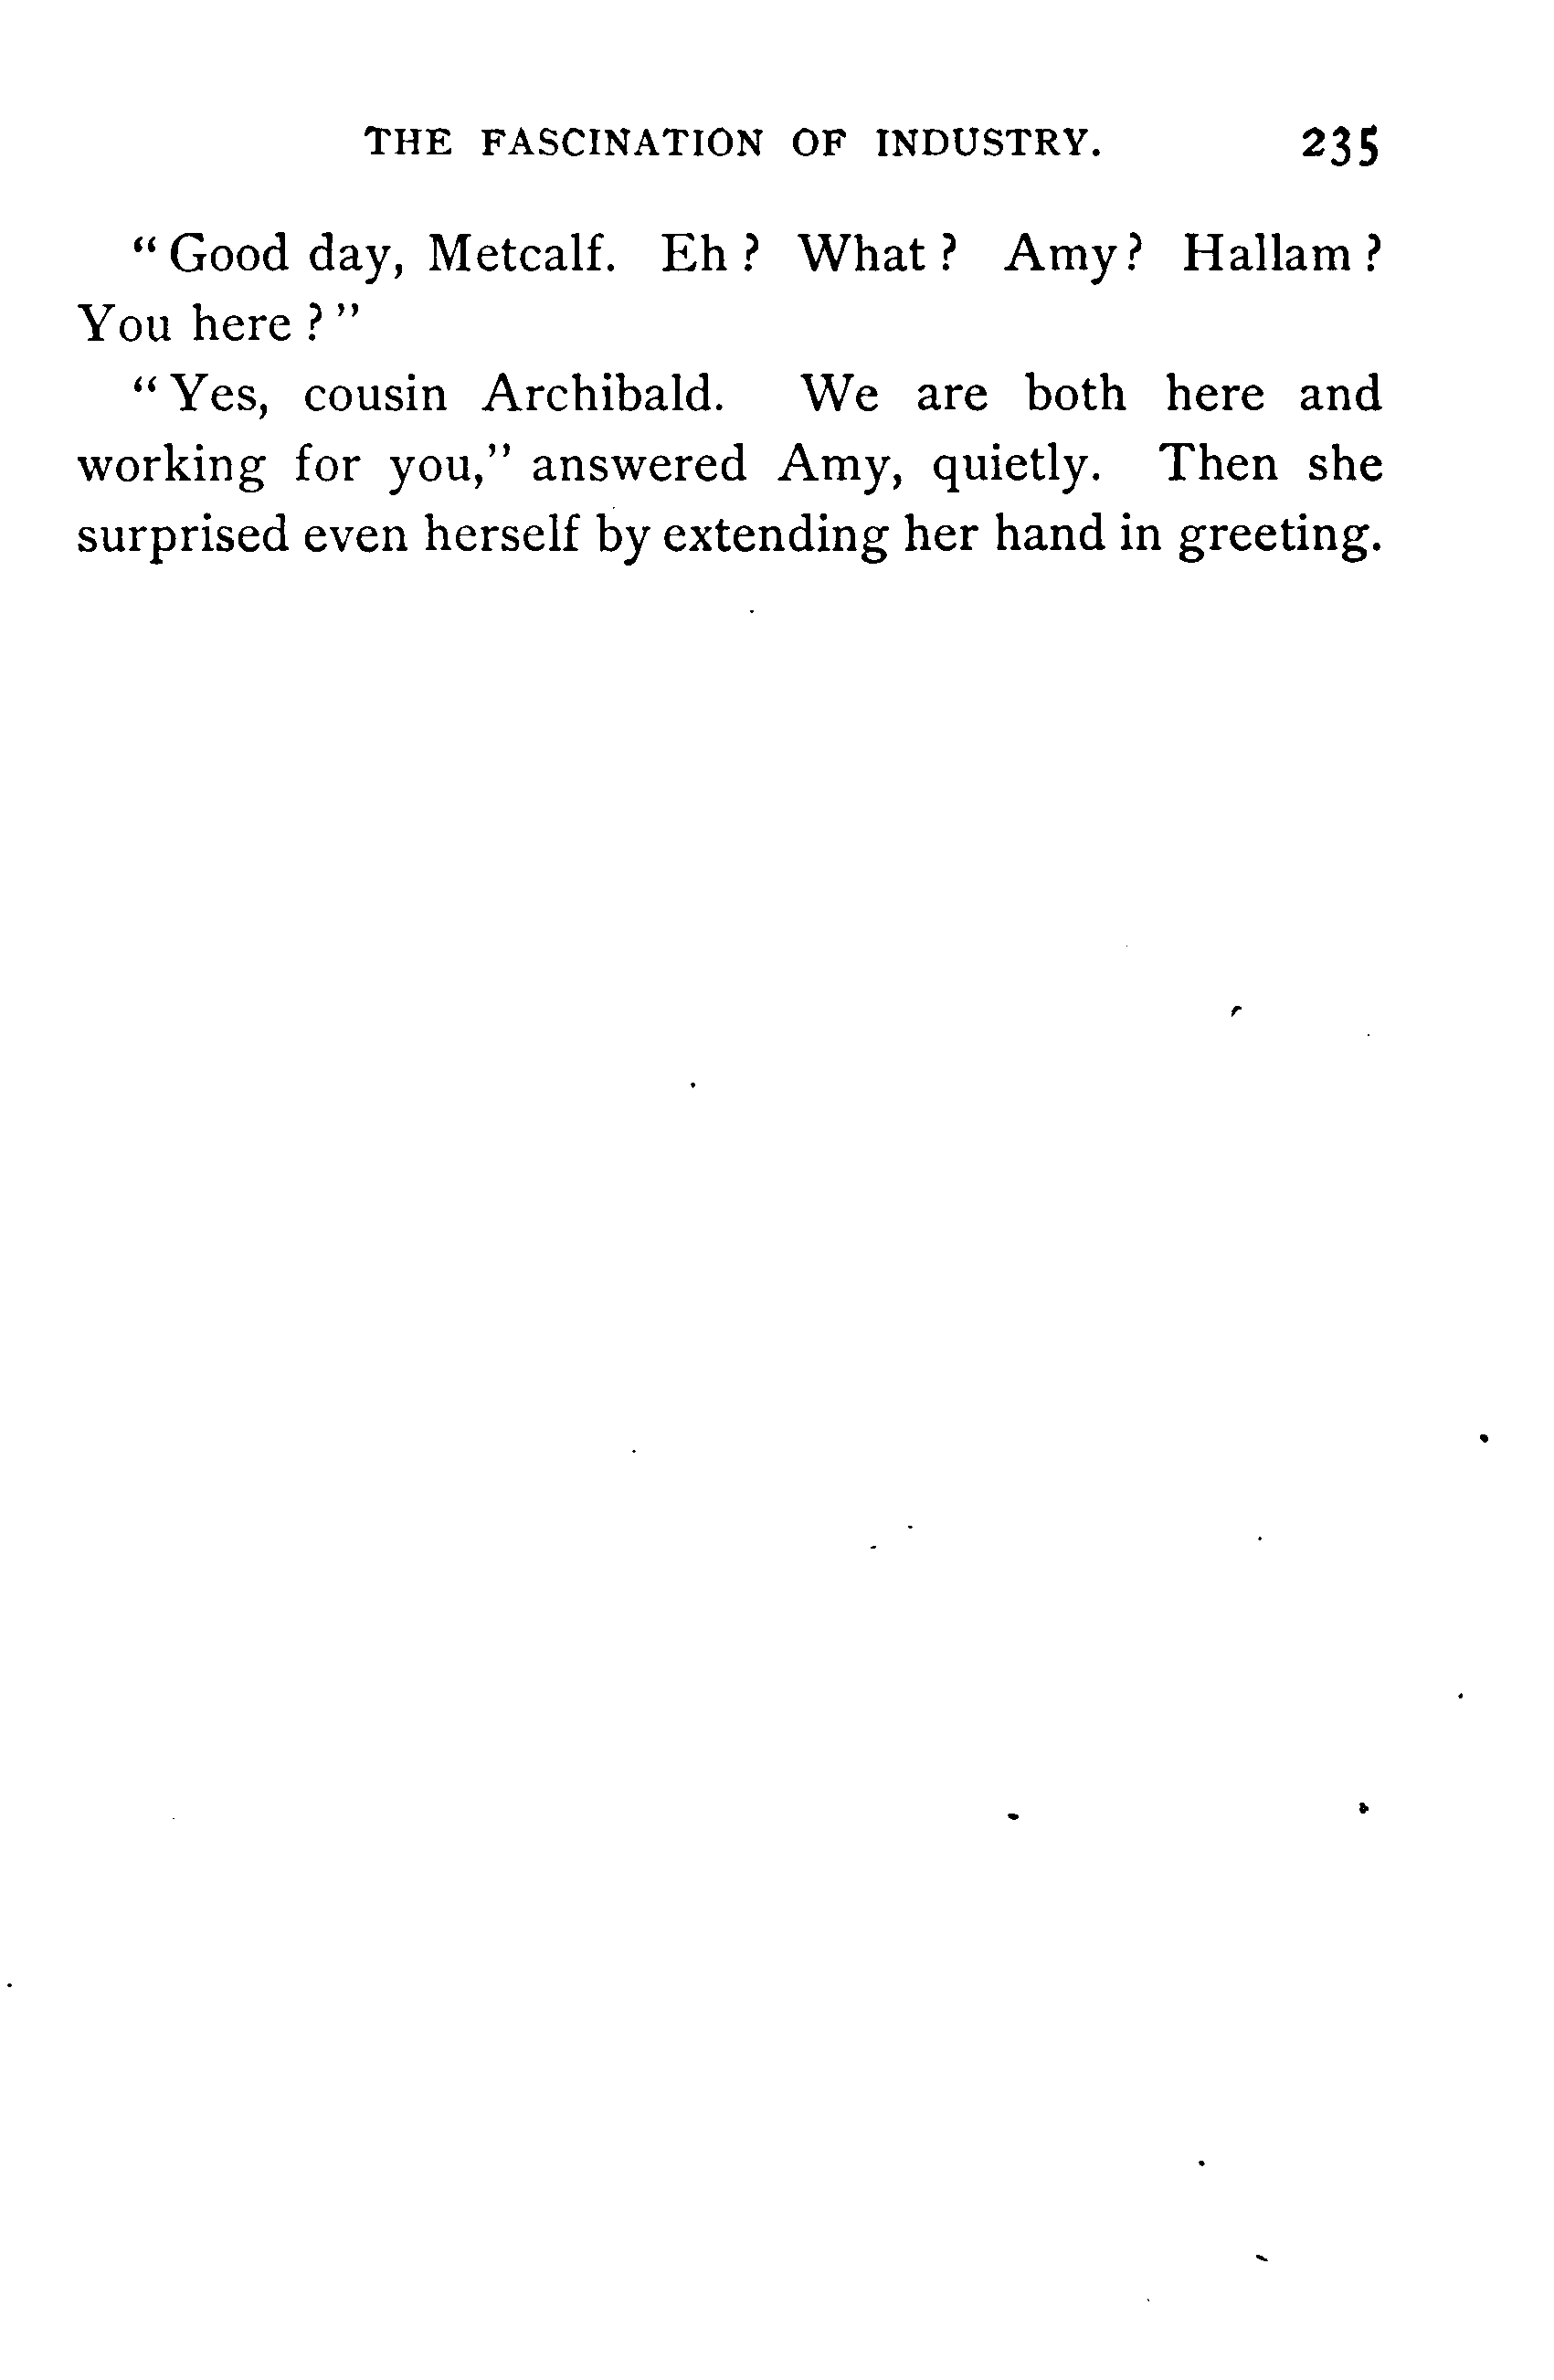 THE FASCINATION OF INDUSTRY. 235
“ Good day, Metcalf. Eh ? What ? Amy? Hallam ?
You here ? ”
“ Yes, cousin Archibald. We are both here and
working for you,” answered Amy, quietly. Then she
surprised even herself by extending her hand in greeting.